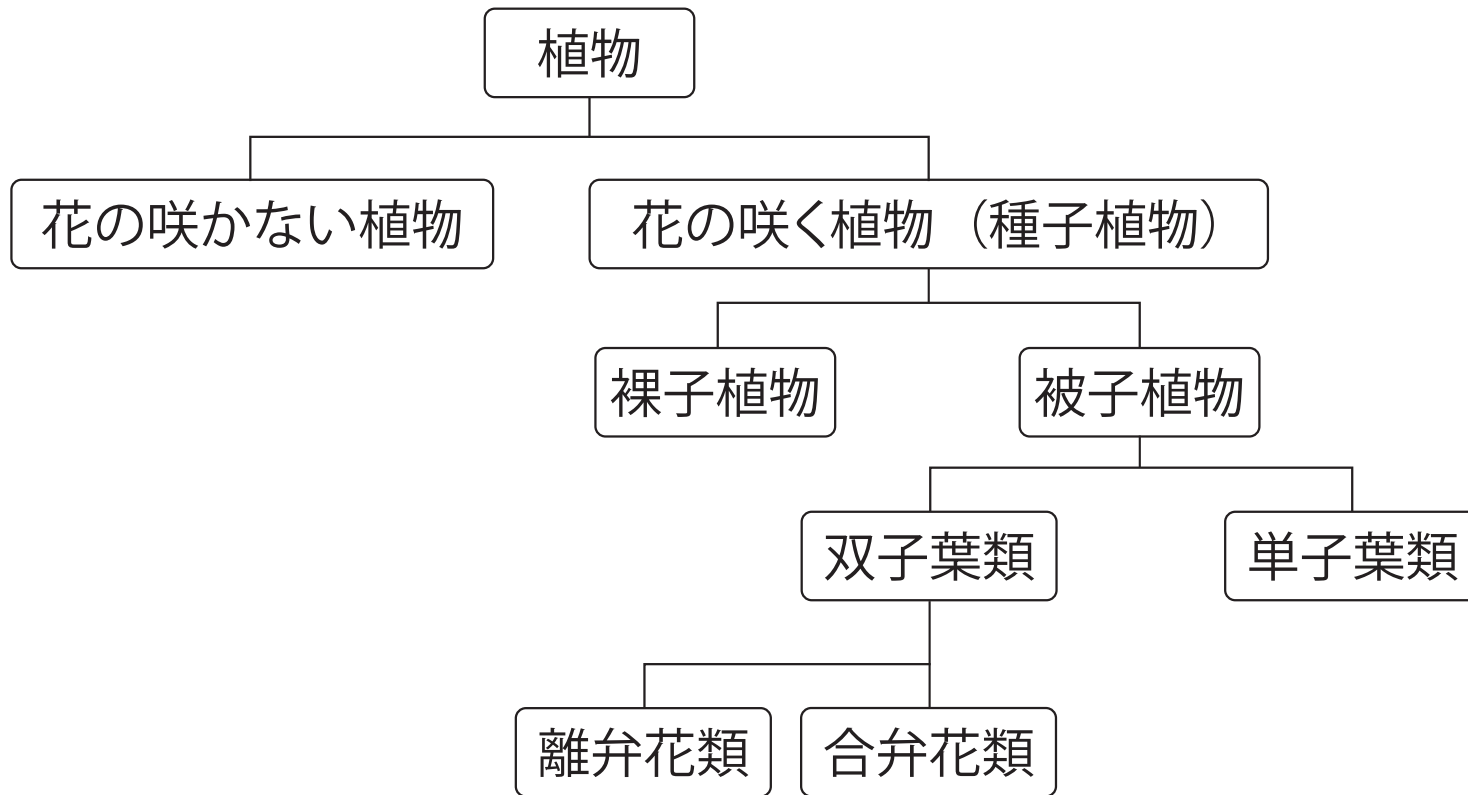 植物
花の咲かない植物
花の咲く植物（種子植物）
裸子植物
被子植物
双子葉類
単子葉類
離弁花類
合弁花類